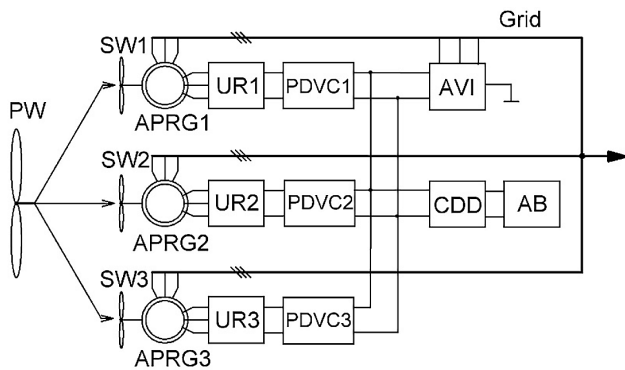 Grid
SW1
UR1
PDVC1
AVI
APRG1
PW
SW2
UR2
PDVC2
CDD
AB
APRG2
SW3
UR3
PDVC3
APRG3